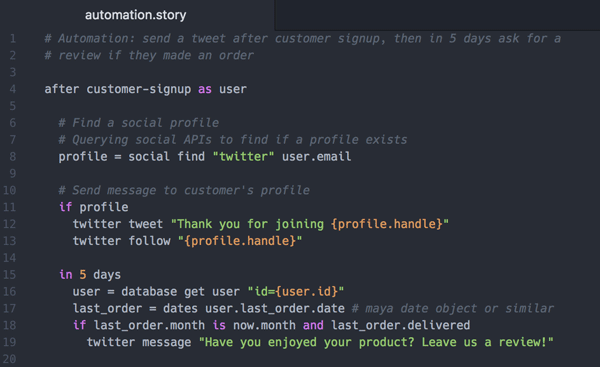 automation.story
1 # Automation: send a tweet after customer signup, then in 5 days ask for a
2 # review if they made an order
3
4 after customer-signup as user
5
6 # Find a social profile
7 # Querying social APIs to find if a profile exists
8 profile = social find "twitter" user.email
9
10 # Send message to customer's profile
11 if profile
12 twitter tweet "Thank you for joining {profile.handle}"
13 twitter follow "{profile.handle}"
14
15 in 5 days
16 user = database get user "id={user.id}"
17 last_order = dates user.last_order.date # maya date object or similar
18 if last_order.month is now.month and last_order.delivered
19 twitter message "Have you enjoyed your product? Leave us a review!"
20